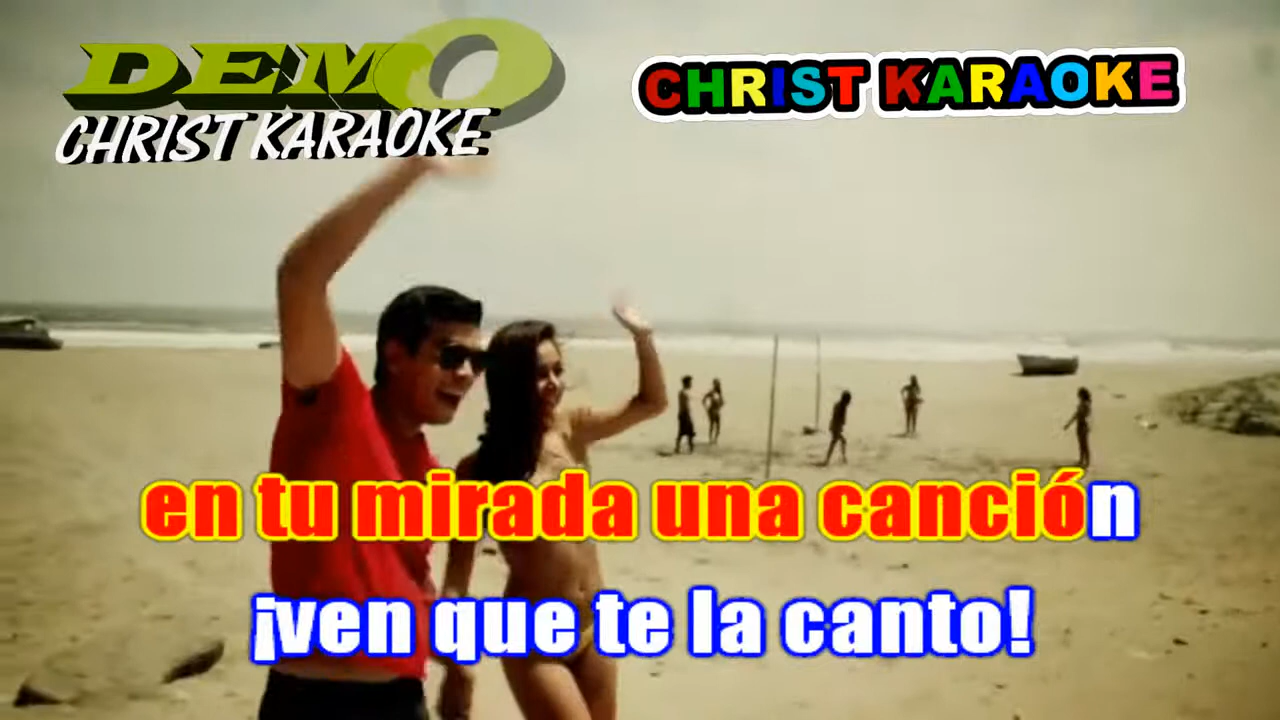 DEMO
CHRIST KARAOKE
CHRIST KARAOKE
en tu mirada una canción
¡ven que te la canto!